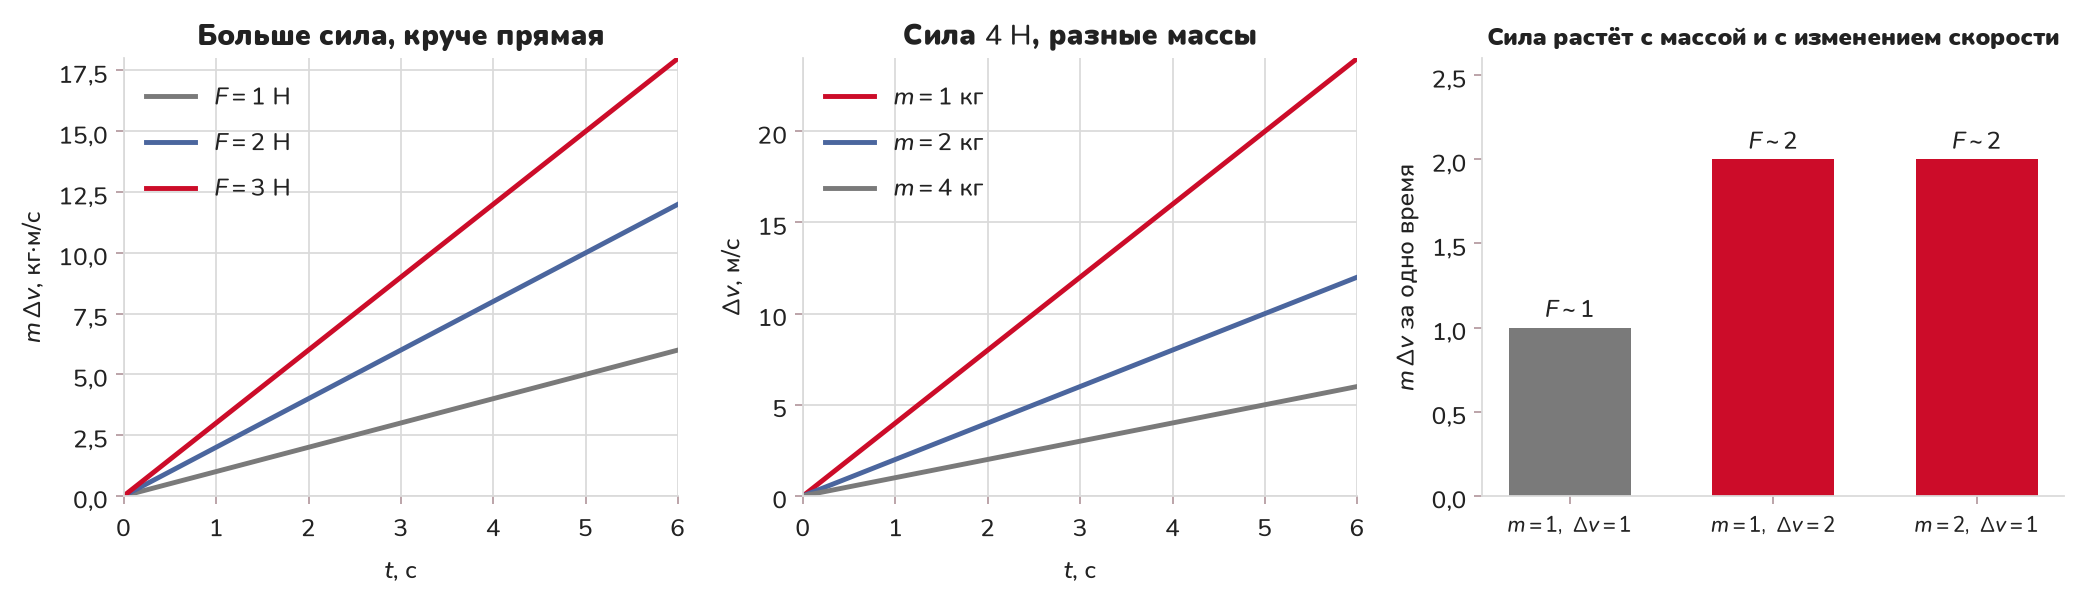 Больше сила, круче прямая
m Δv, кг·м/с
17,5
15,0
12,5
10,0
7,5
5,0
2,5
0,0
F = 1 Н
F = 2 Н
F = 3 Н
0 1 2 3 4 5 6
t, с
Сила 4 Н, разные массы
Δv, м/с
20
15
10
5
0
m = 1 кг
m = 2 кг
m = 4 кг
0 1 2 3 4 5 6
t, с
Сила растёт с массой и с изменением скорости
m Δv за одно время
2,5
2,0
1,5
1,0
0,5
0,0
F ~ 1
F ~ 2
F ~ 2
m = 1, Δv = 1
m = 1, Δv = 2
m = 2, Δv = 1